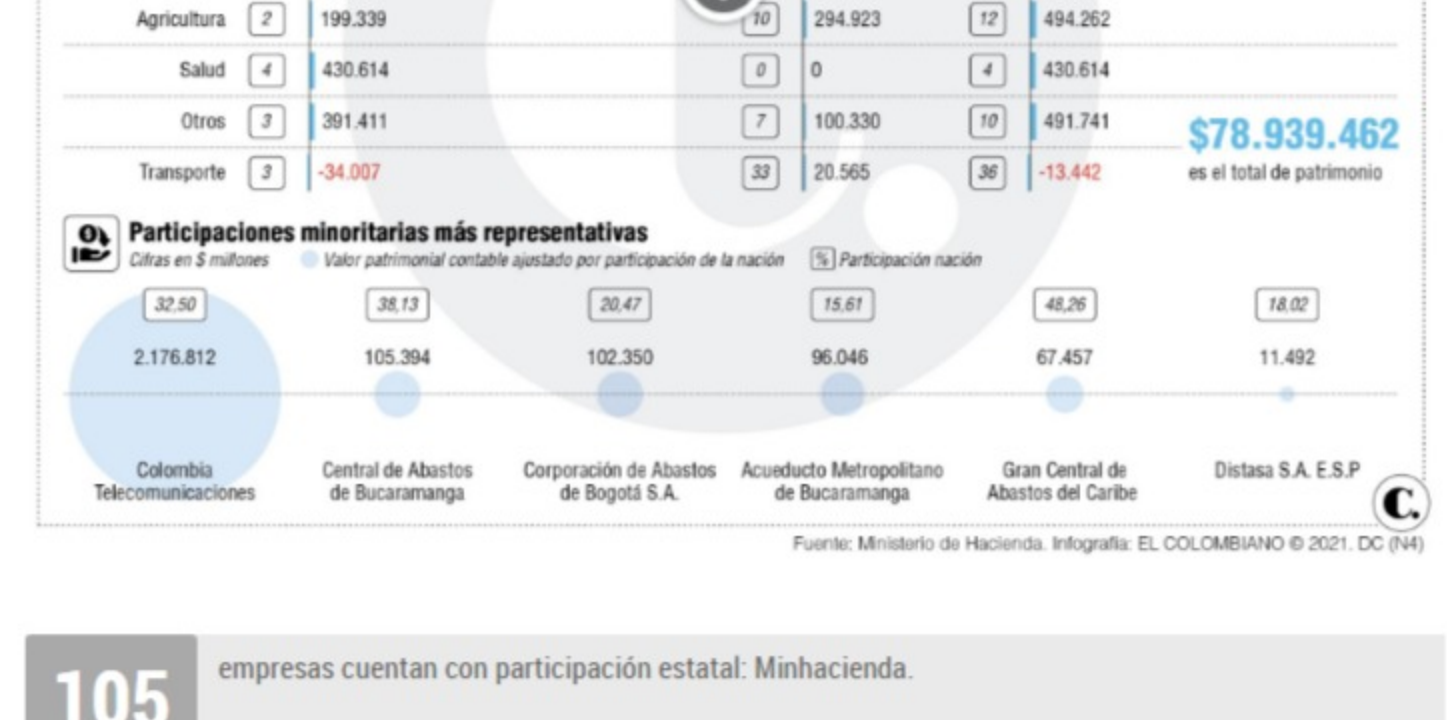 Agricultura 2 199.339 10 294.923 12 494.262
Salud 4 430.614 0 0 4 430.614
Otros 3 391.411 7 100.330 10 491.741
$78.939.462
Transporte 3 -34.007 33 20.565 36 -13.442
es el total de patrimonio
Participaciones minoritarias más representativas
Cifras en $ millones Valor patrimonial contable ajustado por participación de la nación % Participación nación
32,50 38,13 20,47 15,61 48,26 18,02
2.176.812 105.394 102.350 96.046 67.457 11.492
Colombia Central de Abastos Corporación de Abastos Acueducto Metropolitano Gran Central de Distasa S.A. E.S.P
Telecomunicaciones de Bucaramanga de Bogotá S.A. de Bucaramanga Abastos del Caribe
C.
Fuente: Ministerio de Hacienda. Infografía: EL COLOMBIANO © 2021. DC (N4)
105 empresas cuentan con participación estatal: Minhacienda.